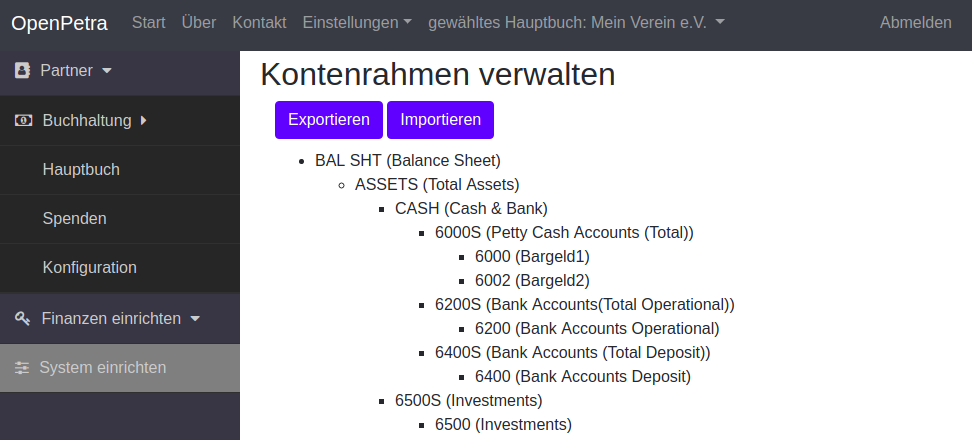 OpenPetra Start Über Kontakt Einstellungen gewähltes Hauptbuch: Mein Verein e.V. Abmelden
Partner
Buchhaltung
Hauptbuch
Spenden
Konfiguration
Finanzen einrichten
System einrichten
Kontenrahmen verwalten
Exportieren Importieren
BAL SHT (Balance Sheet)
ASSETS (Total Assets)
CASH (Cash & Bank)
6000S (Petty Cash Accounts (Total))
6000 (Bargeld1)
6002 (Bargeld2)
6200S (Bank Accounts(Total Operational))
6200 (Bank Accounts Operational)
6400S (Bank Accounts (Total Deposit))
6400 (Bank Accounts Deposit)
6500S (Investments)
6500 (Investments)